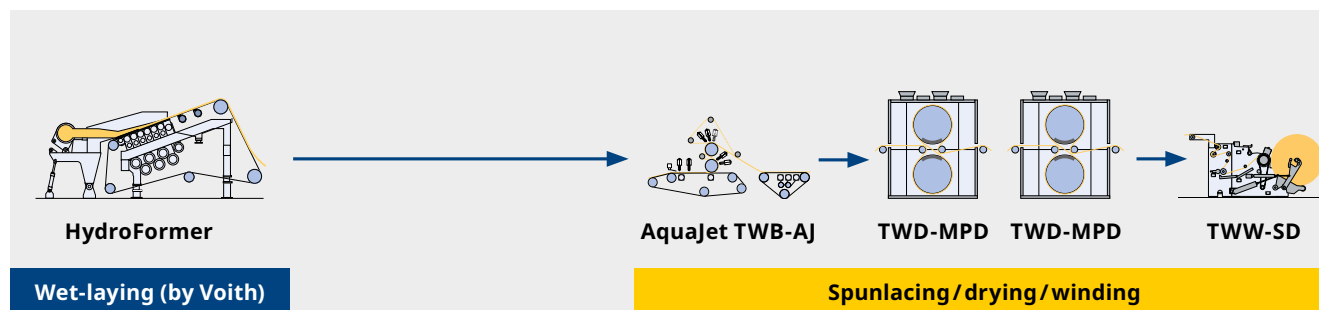 HydroFormer
AquaJet TWB-AJ
TWD-MPD
TWD-MPD
TWW-SD
Wet-laying (by Voith)
Spunlacing/drying/winding